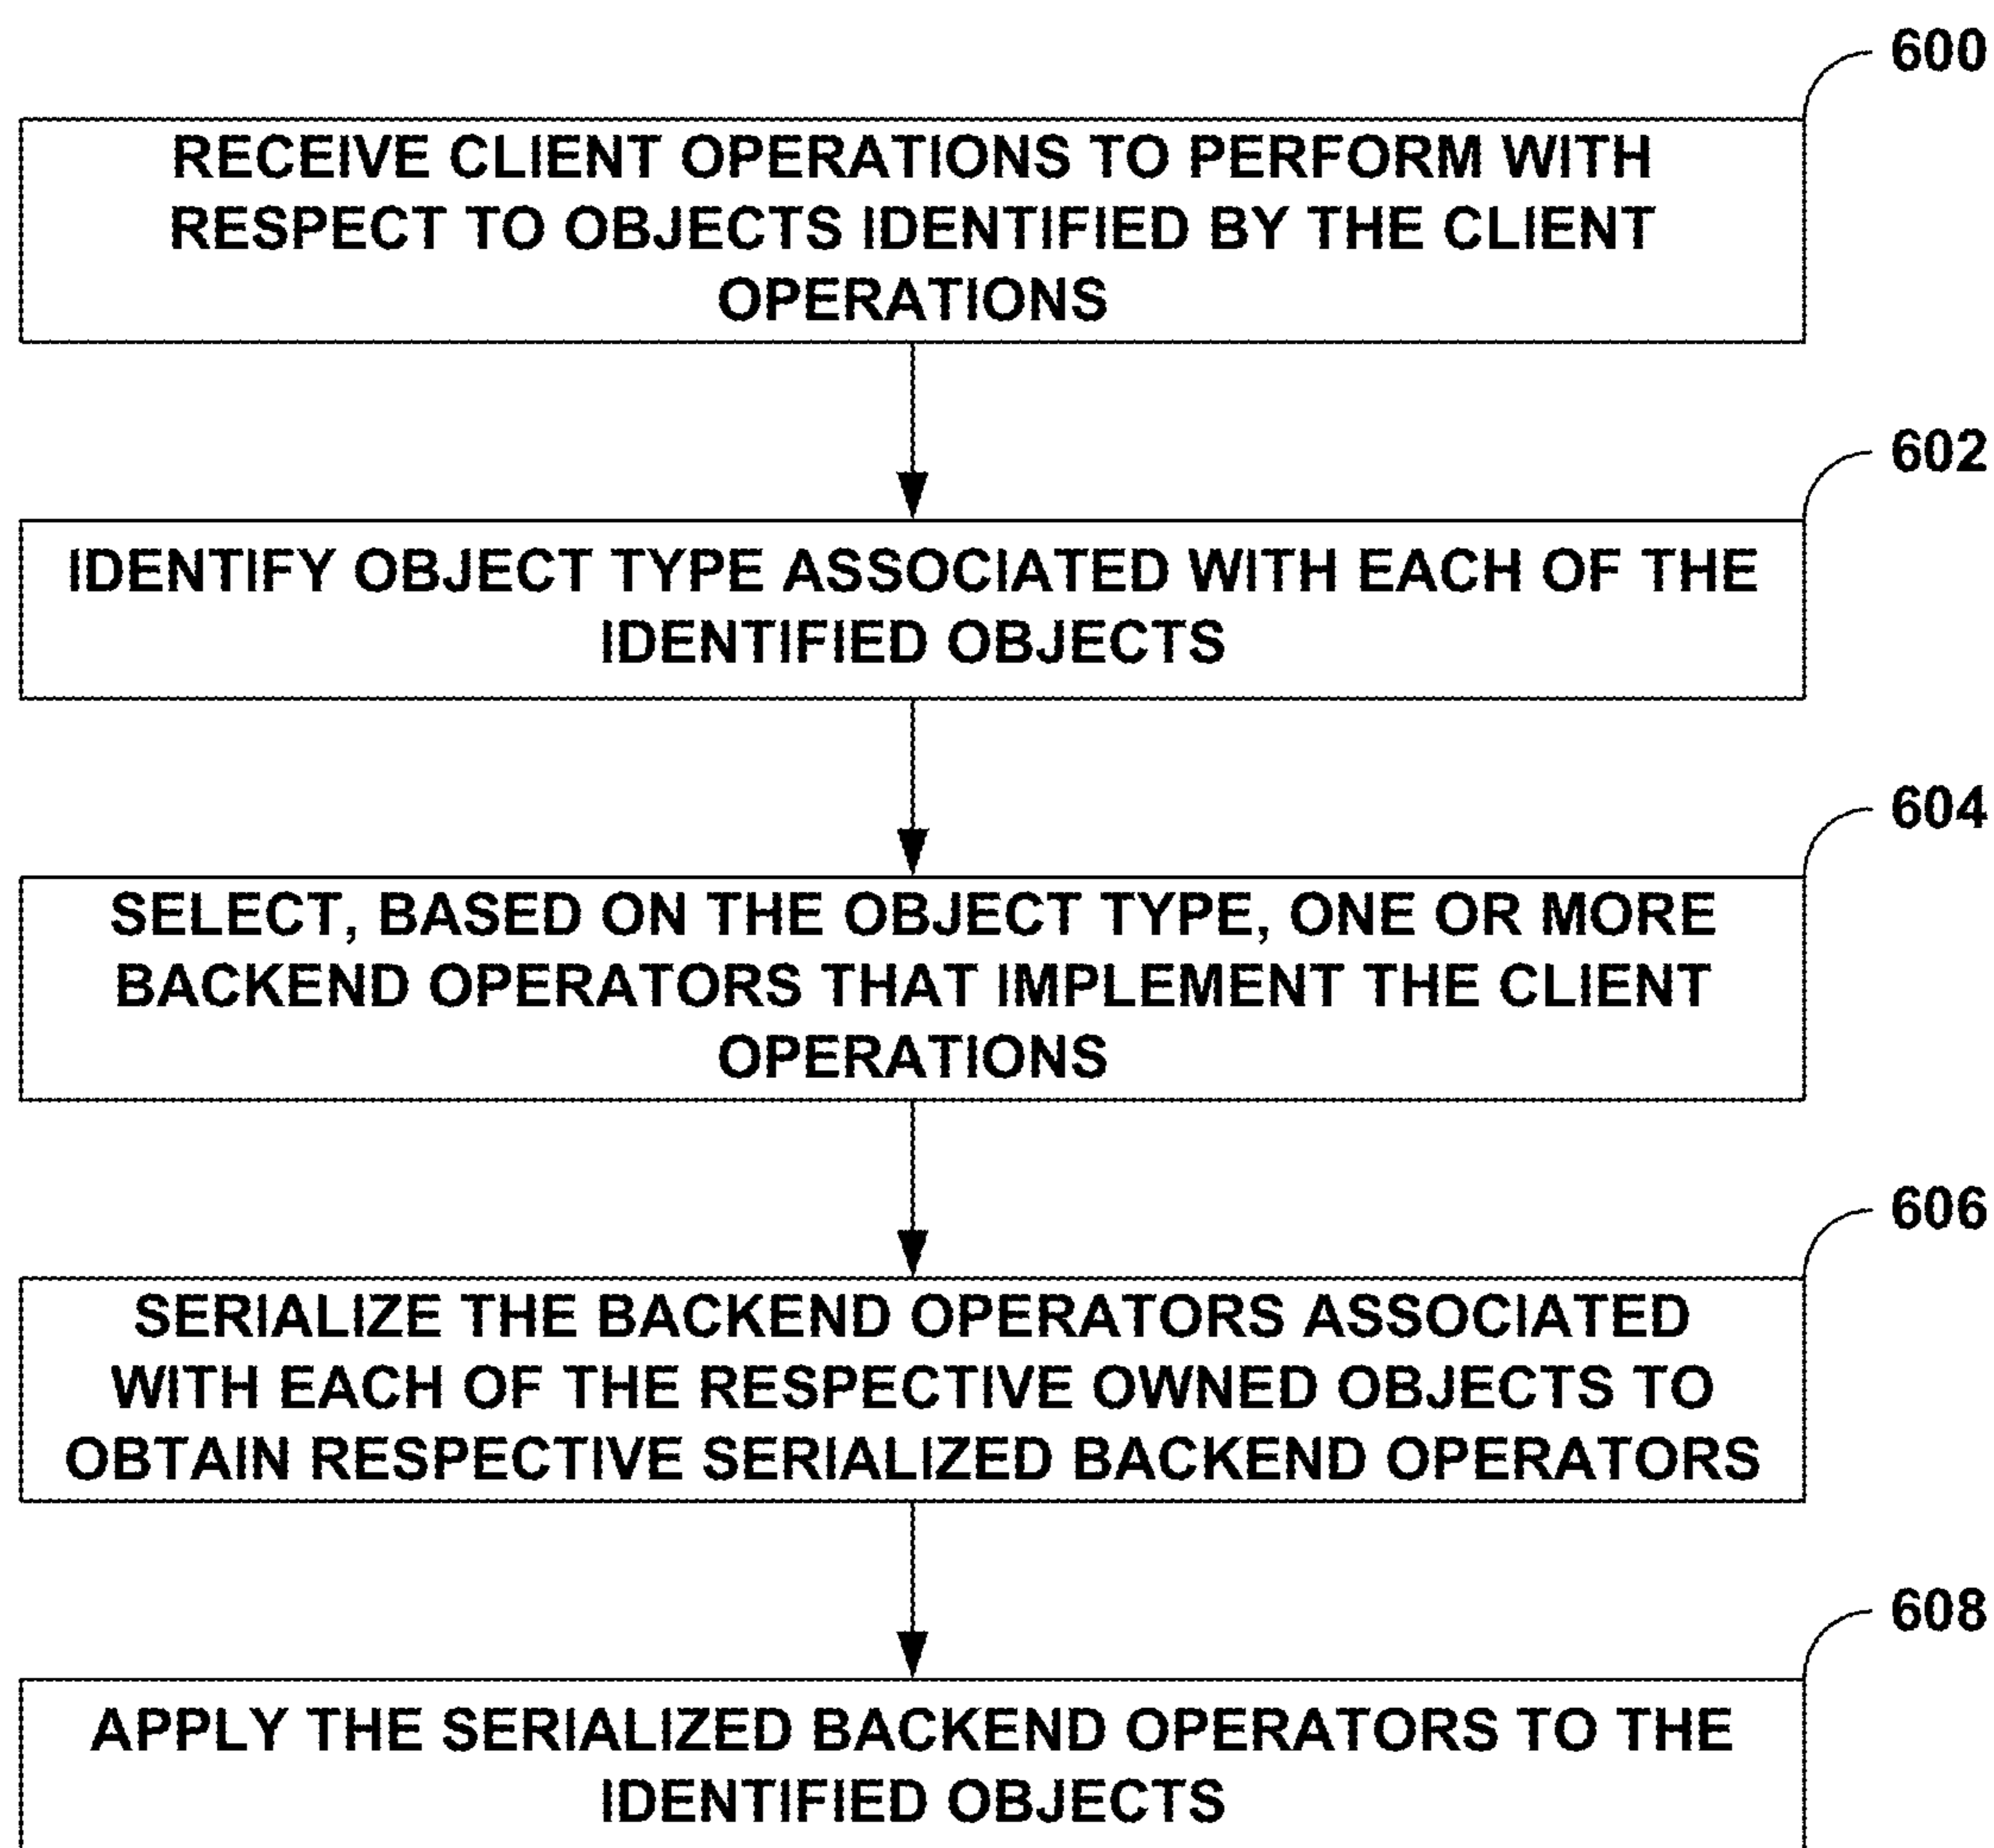 600
RECEIVE CLIENT OPERATIONS TO PERFORM WITH
RESPECT TO OBJECTS IDENTIFIED BY THE CLIENT
OPERATIONS
602
IDENTIFY OBJECT TYPE ASSOCIATED WITH EACH OF THE
IDENTIFIED OBJECTS
604
SELECT, BASED ON THE OBJECT TYPE, ONE OR MORE
BACKEND OPERATORS THAT IMPLEMENT THE CLIENT
OPERATIONS
606
SERIALIZE THE BACKEND OPERATORS ASSOCIATED
WITH EACH OF THE RESPECTIVE OWNED OBJECTS TO
OBTAIN RESPECTIVE SERIALIZED BACKEND OPERATORS
608
APPLY THE SERIALIZED BACKEND OPERATORS TO THE
IDENTIFIED OBJECTS